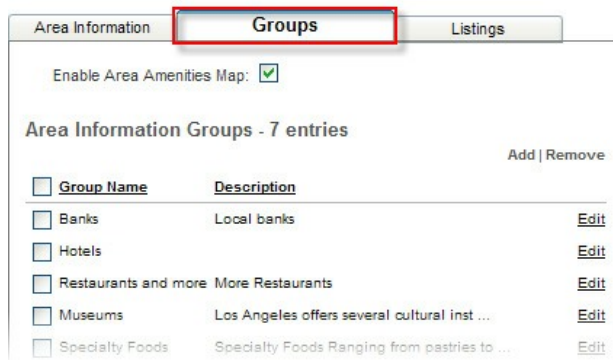 Area Information Groups Listings
Enable Area Amenities Map:
Area Information Groups - 7 entries
Add | Remove
Group Name Description
Banks Local banks Edit
Hotels Edit
Restaurants and more More Restaurants Edit
Museums Los Angeles offers several cultural inst ... Edit
Specialty Foods Specialty Foods Ranging from pastries to ... Edit